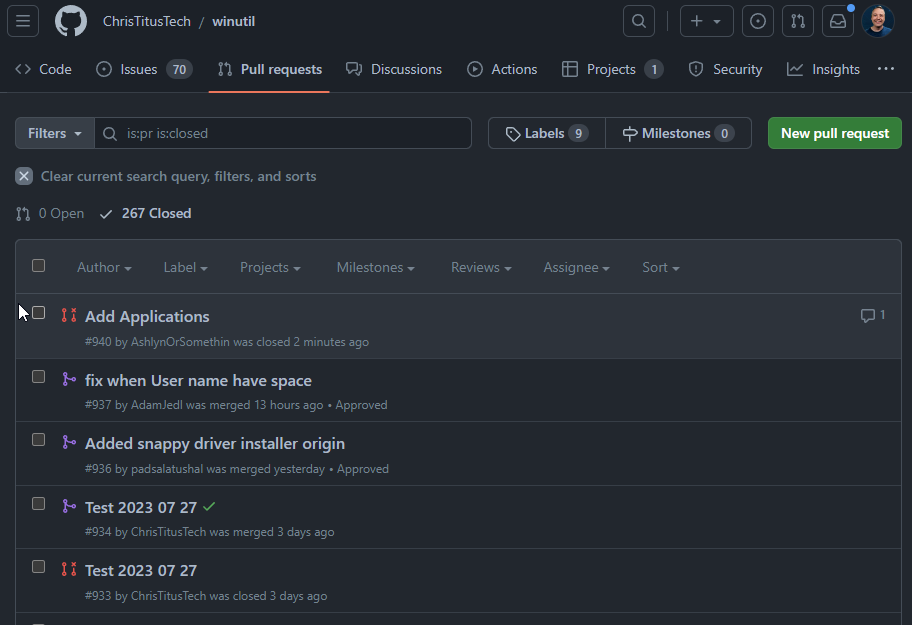 ChrisTitusTech / winutil
Code Issues 70 Pull requests Discussions Actions Projects 1 Security Insights
Filters is:pr is:closed Labels 9 Milestones 0 New pull request
Clear current search query, filters, and sorts
0 Open 267 Closed
Author Label Projects Milestones Reviews Assignee Sort
Add Applications 1
#940 by AshlynOrSomethin was closed 2 minutes ago
fix when User name have space
#937 by AdamJedl was merged 13 hours ago • Approved
Added snappy driver installer origin
#936 by padsalatushal was merged yesterday • Approved
Test 2023 07 27
#934 by ChrisTitusTech was merged 3 days ago
Test 2023 07 27
#933 by ChrisTitusTech was closed 3 days ago